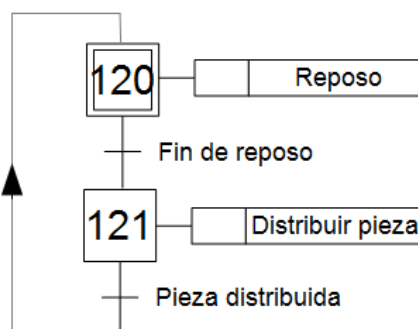 120
Reposo
Fin de reposo
121
Distribuir pieza
Pieza distribuida